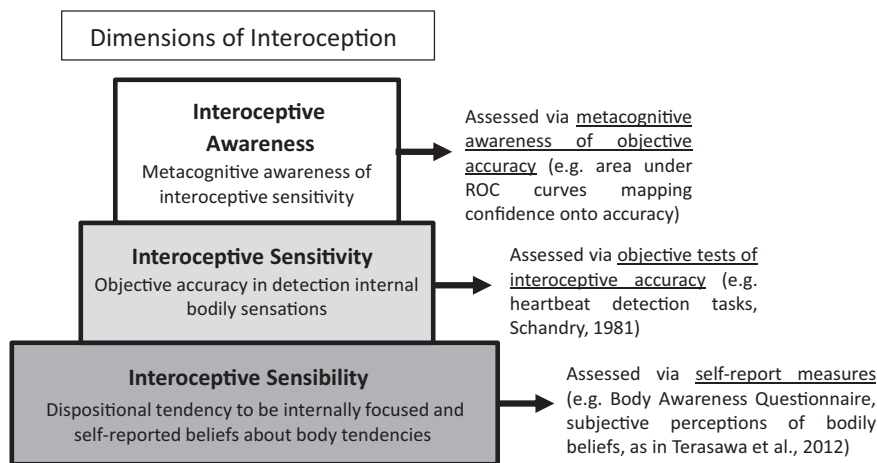 Dimensions of Interoception
Interoceptive
Awareness
Metacognitive awareness of
interoceptive sensitivity
Assessed via metacognitive
awareness of objective
accuracy (e.g. area under
ROC curves mapping
confidence onto accuracy)
Interoceptive Sensitivity
Objective accuracy in detection internal
bodily sensations
Assessed via objective tests of
interoceptive accuracy (e.g.
heartbeat detection tasks,
Schandry, 1981)
Interoceptive Sensibility
Dispositional tendency to be internally focused and
self-reported beliefs about body tendencies
Assessed via self-report measures
(e.g. Body Awareness Questionnaire,
subjective perceptions of bodily
beliefs, as in Terasawa et al., 2012)